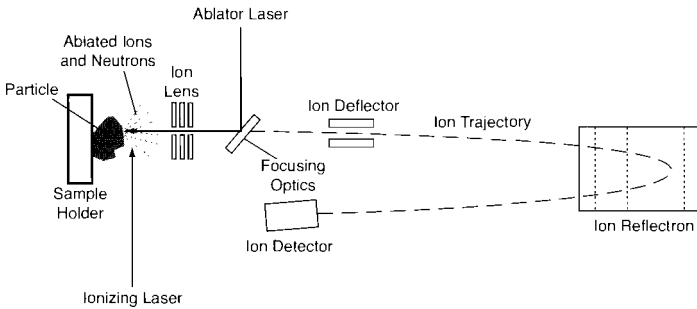 Ablator Laser
Ablated Ions
and Neutrons
Ion
Lens
Particle
Ion Deflector
Ion Trajectory
Focusing
Optics
Sample
Holder
Ion Detector
Ion Reflectron
Ionizing Laser